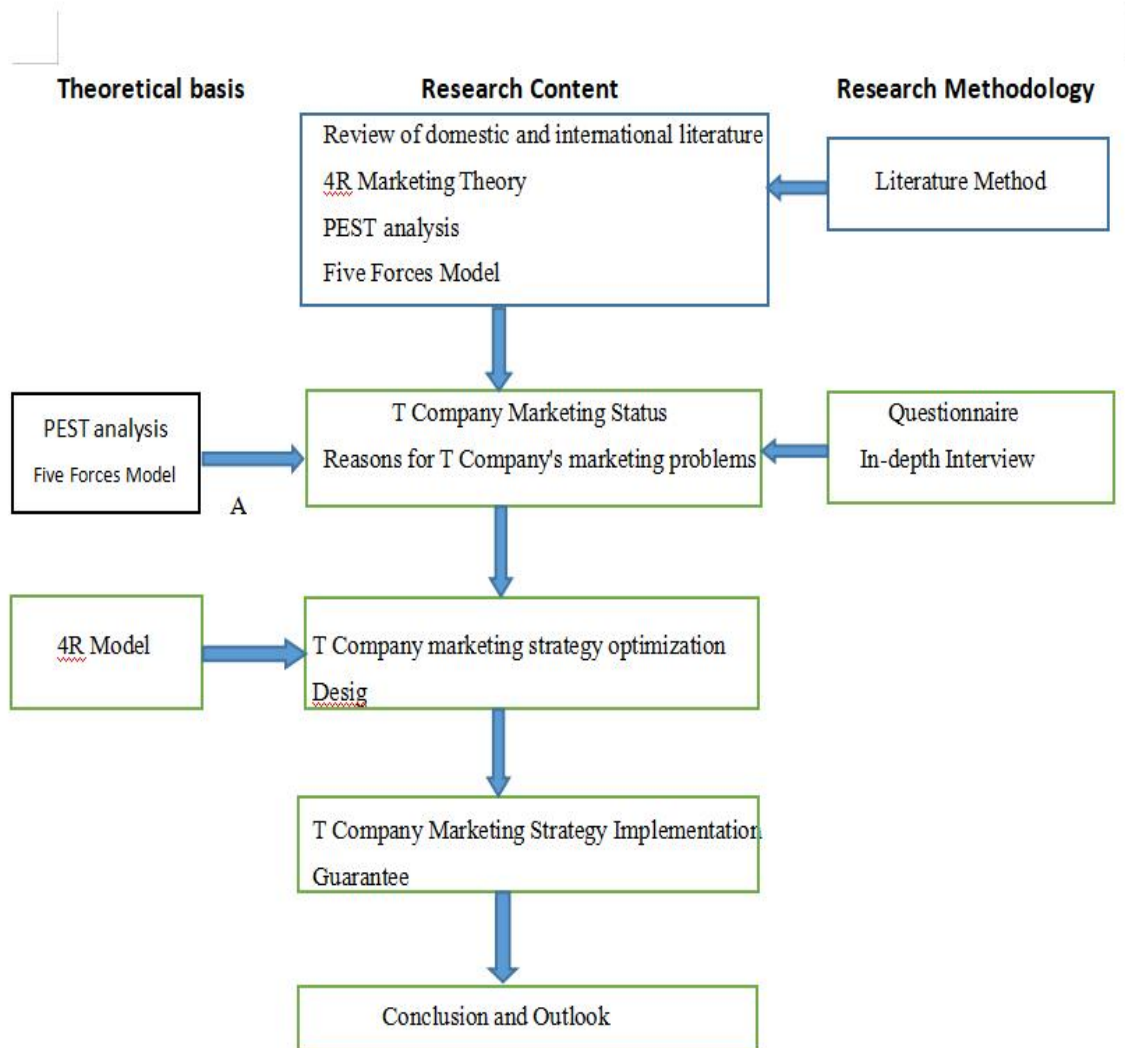 Theoretical basis
Research Content
Research Methodology
Review of domestic and international literature
4R Marketing Theory
PEST analysis
Five Forces Model
Literature Method
PEST analysis
Five Forces Model
A
T Company Marketing Status
Reasons for T Company's marketing problems
Questionnaire
In-depth Interview
4R Model
T Company marketing strategy optimization
Desig
T Company Marketing Strategy Implementation
Guarantee
Conclusion and Outlook